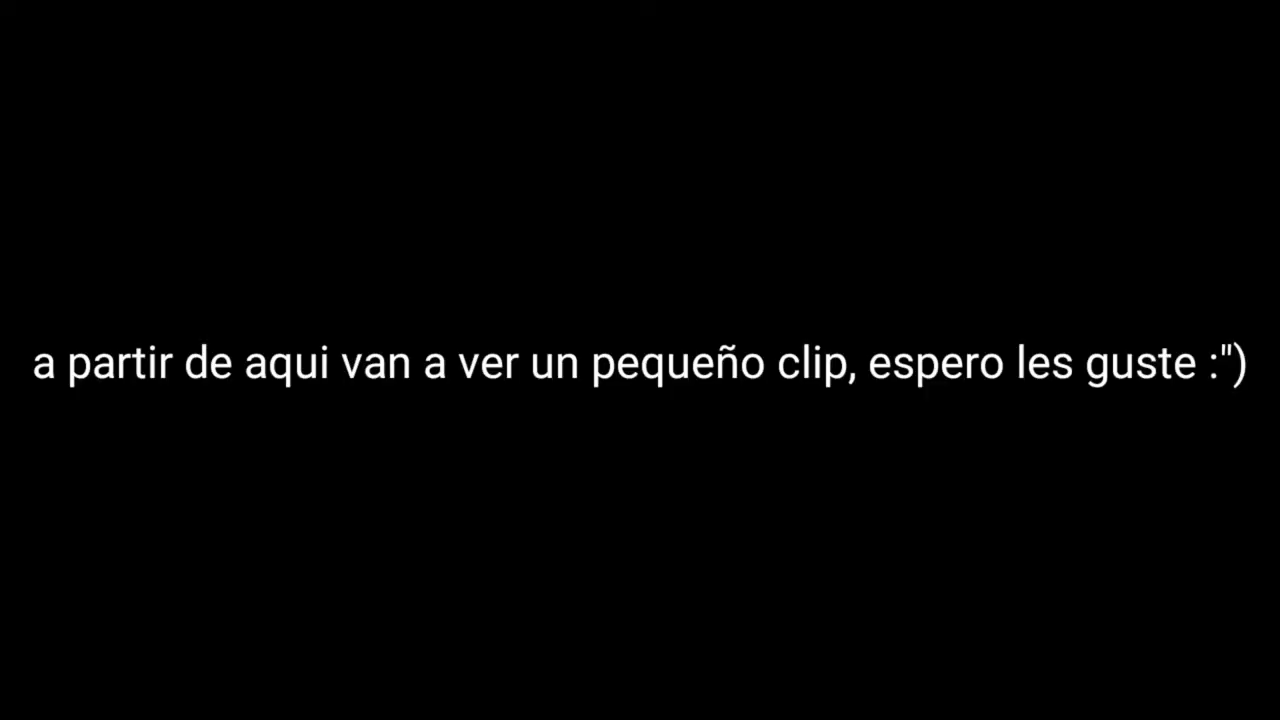 a partir de aqui van a ver un pequeño clip, espero les guste :")